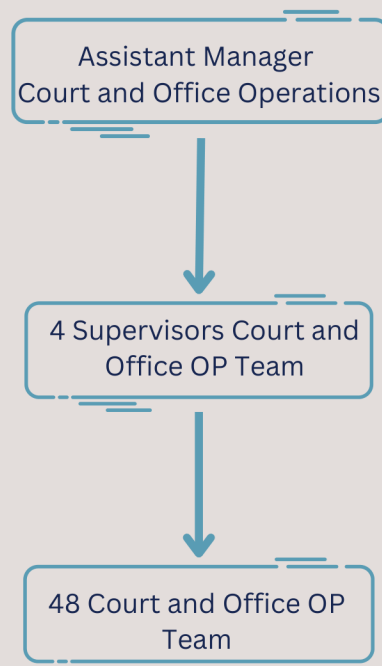 Assistant Manager
Court and Office Operations
4 Supervisors Court and
Office OP Team
48 Court and Office OP
Team